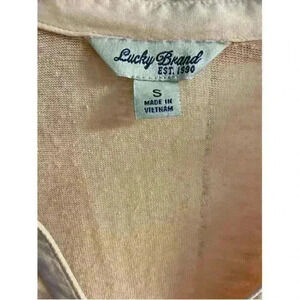 Lucky Brand
EST. 1990
S
MADE IN
VIETNAM